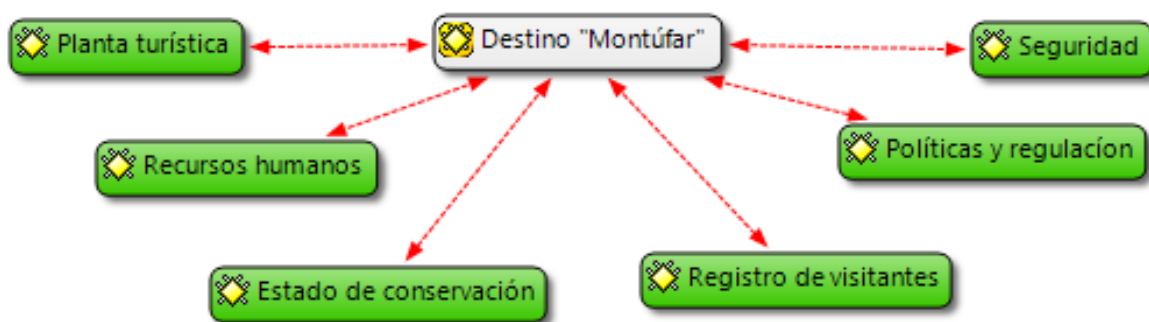 Destino "Montúfar"
Planta turística
Seguridad
Recursos humanos
Políticas y regulacíon
Estado de conservación
Registro de visitantes